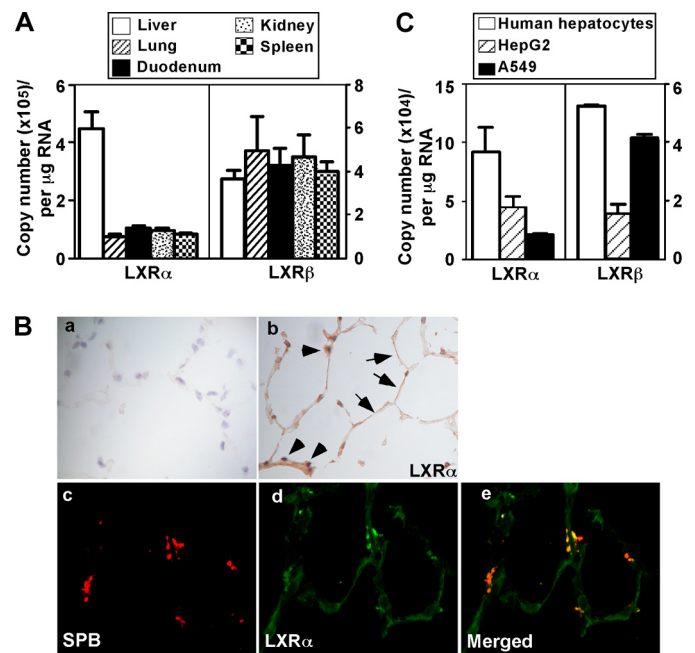 A
Liver
Kidney
Lung
Spleen
Duodenum
Copy number (x105)/
per μg RNA
6
4
2
0
8
6
4
2
0
LXRα
LXRβ
C
Human hepatocytes
HepG2
A549
Copy number (x104)/
per μg RNA
15
10
5
0
6
4
2
0
LXRα
LXRβ
B
a
b
LXRα
c
SPB
d
LXRα
e
Merged